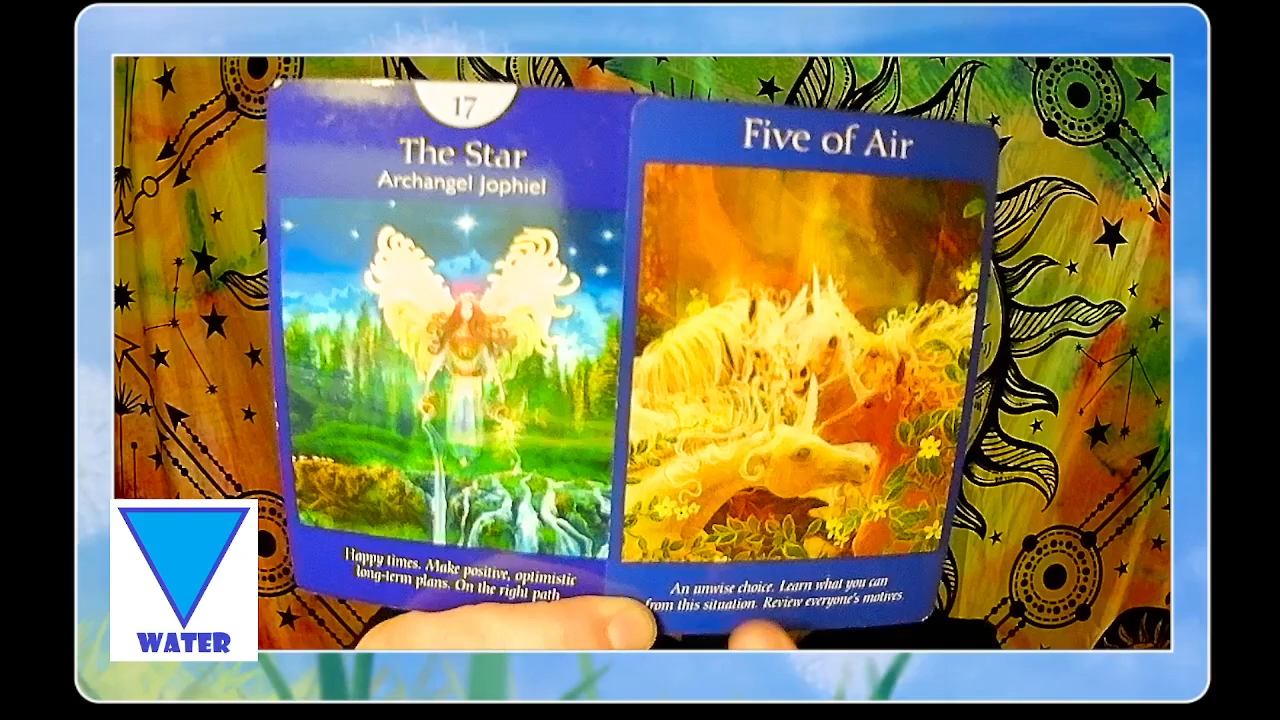 17
The Star
Archangel Jophiel
Happy times. Make positive, optimistic
long-term plans. On the right path
Five of Air
An unwise choice. Learn what you can
from this situation. Review everyone's motives.
WATER